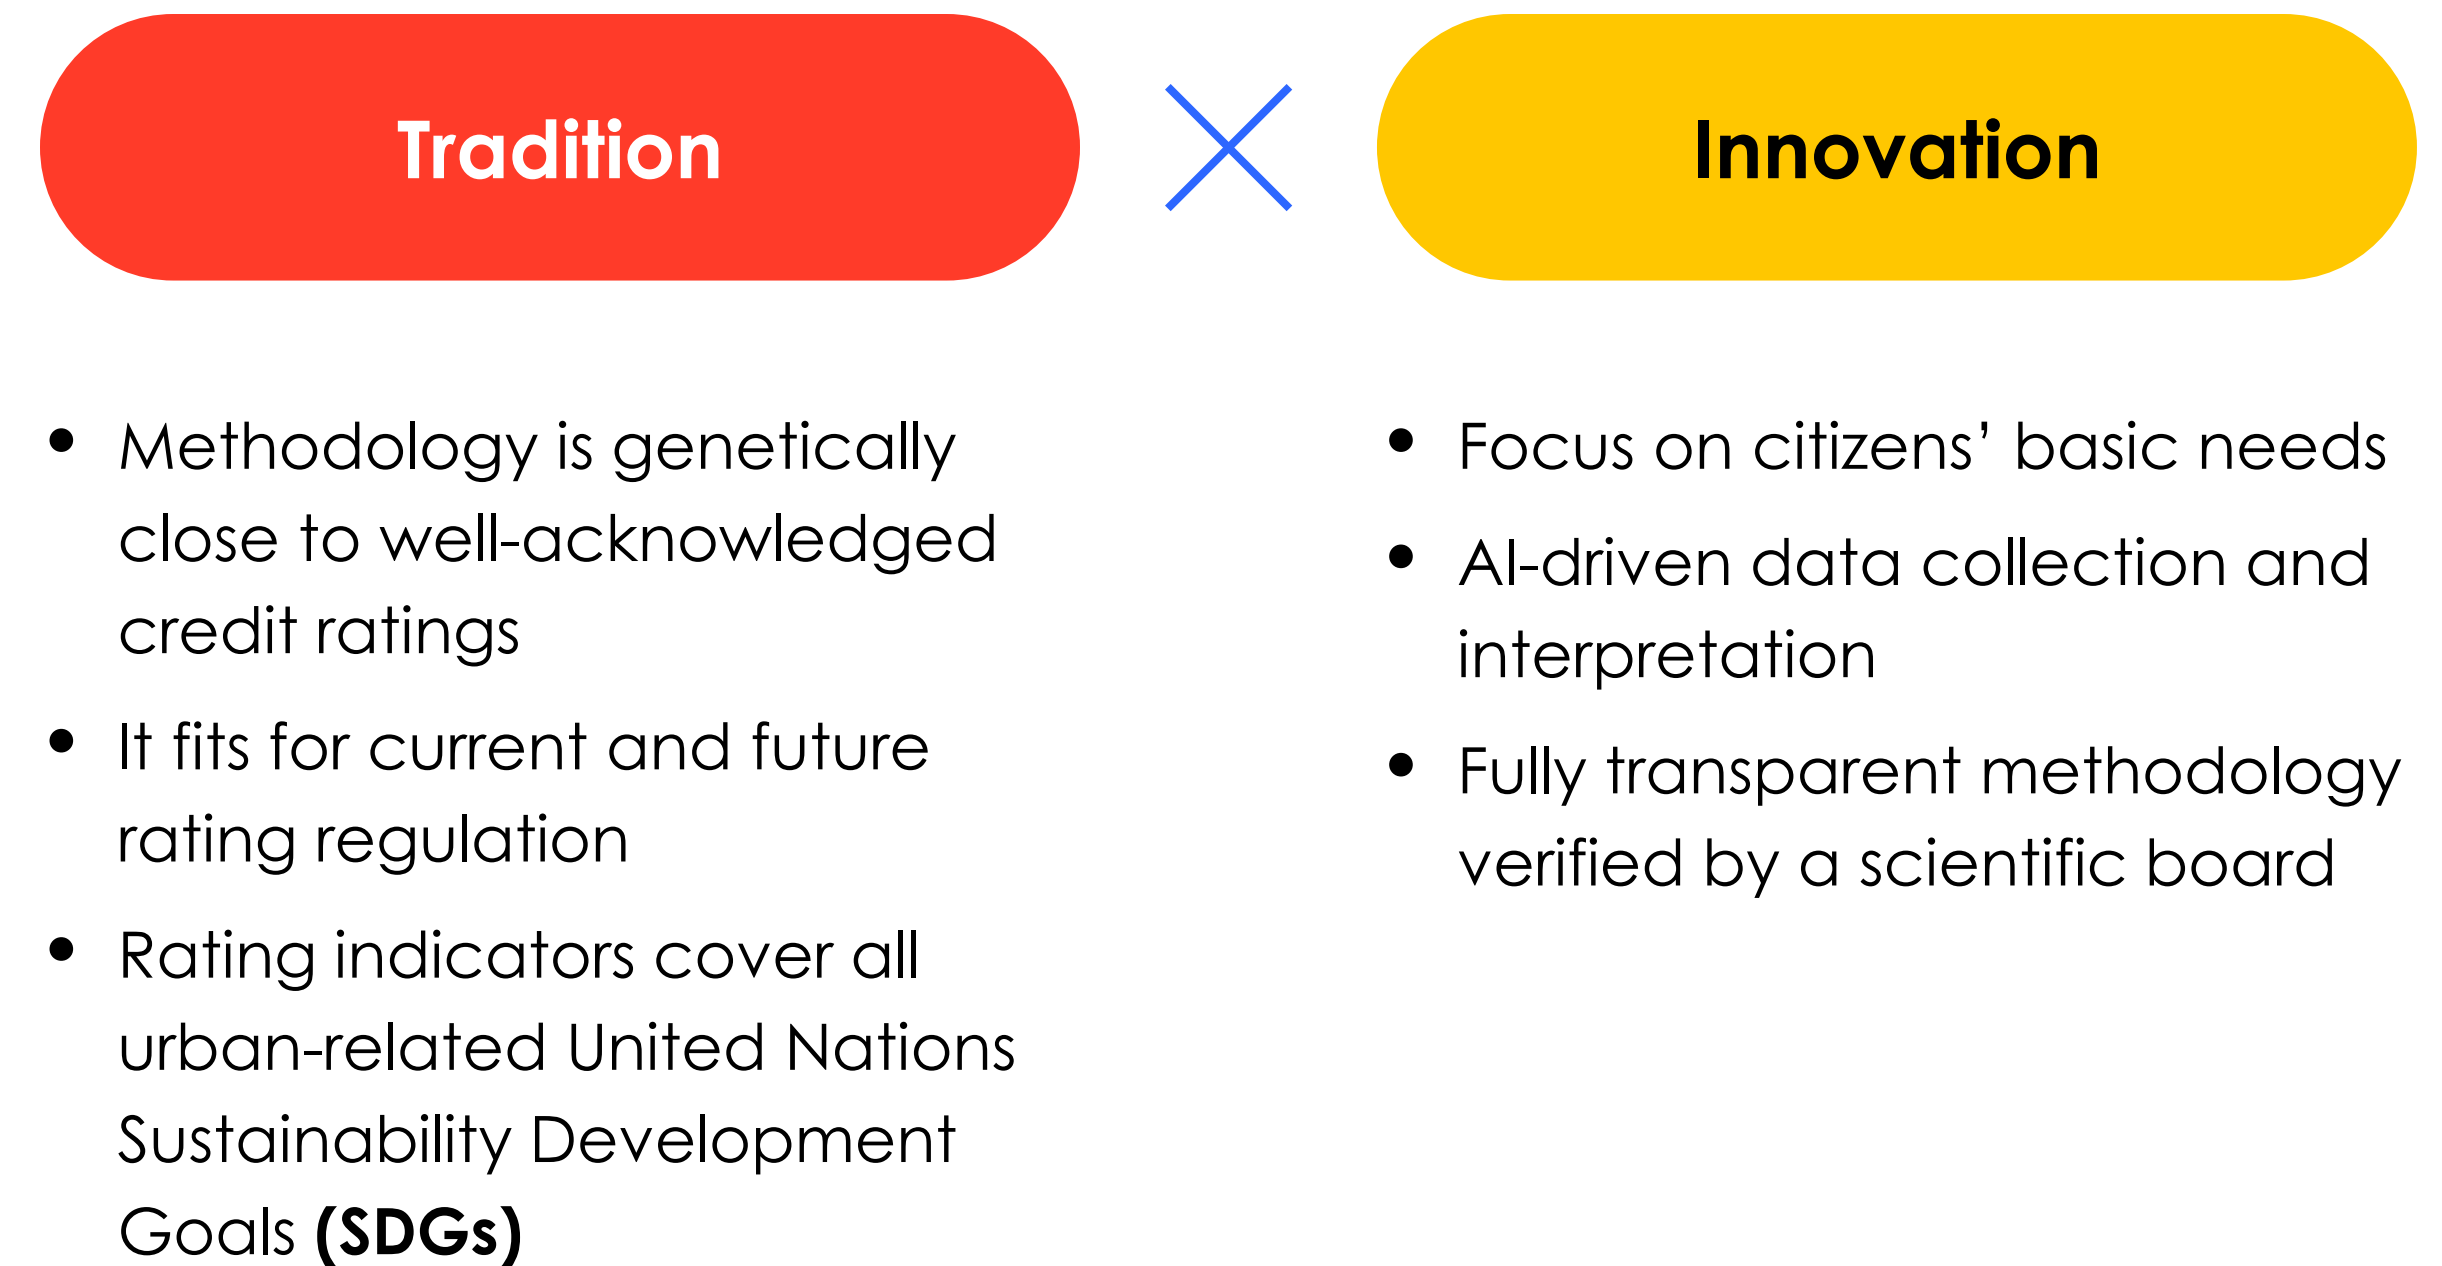 Tradition
Innovation
• Methodology is genetically
close to well-acknowledged
credit ratings
• It fits for current and future
rating regulation
• Rating indicators cover all
urban-related United Nations
Sustainability Development
Goals (SDGs)
• Focus on citizens’ basic needs
• AI-driven data collection and
interpretation
• Fully transparent methodology
verified by a scientific board